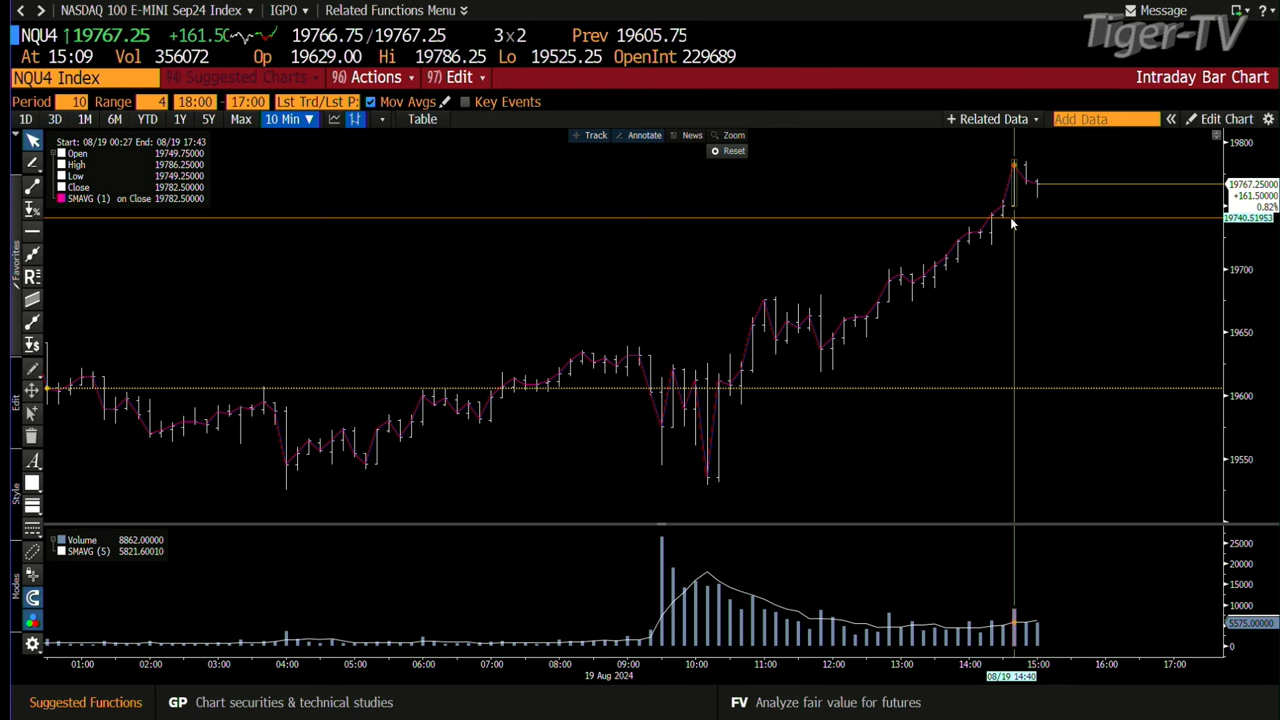 NASDAQ 100 E-MINI Sep24 Index IGPO Related Functions Menu Message
Tiger-TV
NQU4 19767.25 +161.50 19766.75/19767.25 3x2 Prev 19605.75
At 15:09 Vol 356072 Op 19629.00 Hi 19786.25 Lo 19525.25 OpenInt 229689
NQU4 Index 94) Suggested Charts 96) Actions 97) Edit Intraday Bar Chart
Period 10 Range 4 18:00 - 17:00 Lst Trd/Lst P: Mov Avgs Key Events
1D 3D 1M 6M YTD 1Y 5Y Max 10 Min Table + Related Data Add Data Edit Chart
Track Annotate News Zoom
Reset
Start: 08/19 00:27 End: 08/19 17:43
Open 19749.75000
High 19786.25000
Low 19749.25000
Close 19782.50000
SMAVG (1) on Close 19782.50000
19800
19767.25000
+161.50000
0.82%
19740.51953
19700
19650
19600
19550
Favorites
Edit
Style
Modes
Volume 8862.00000
SMAVG (5) 5821.60010
25000
20000
15000
10000
5575.00000
0
01:00 02:00 03:00 04:00 05:00 06:00 07:00 08:00 09:00 10:00 11:00 12:00 13:00 14:00 15:00 16:00 17:00
19 Aug 2024 08/19 14:40
Suggested Functions GP Chart securities & technical studies FV Analyze fair value for futures